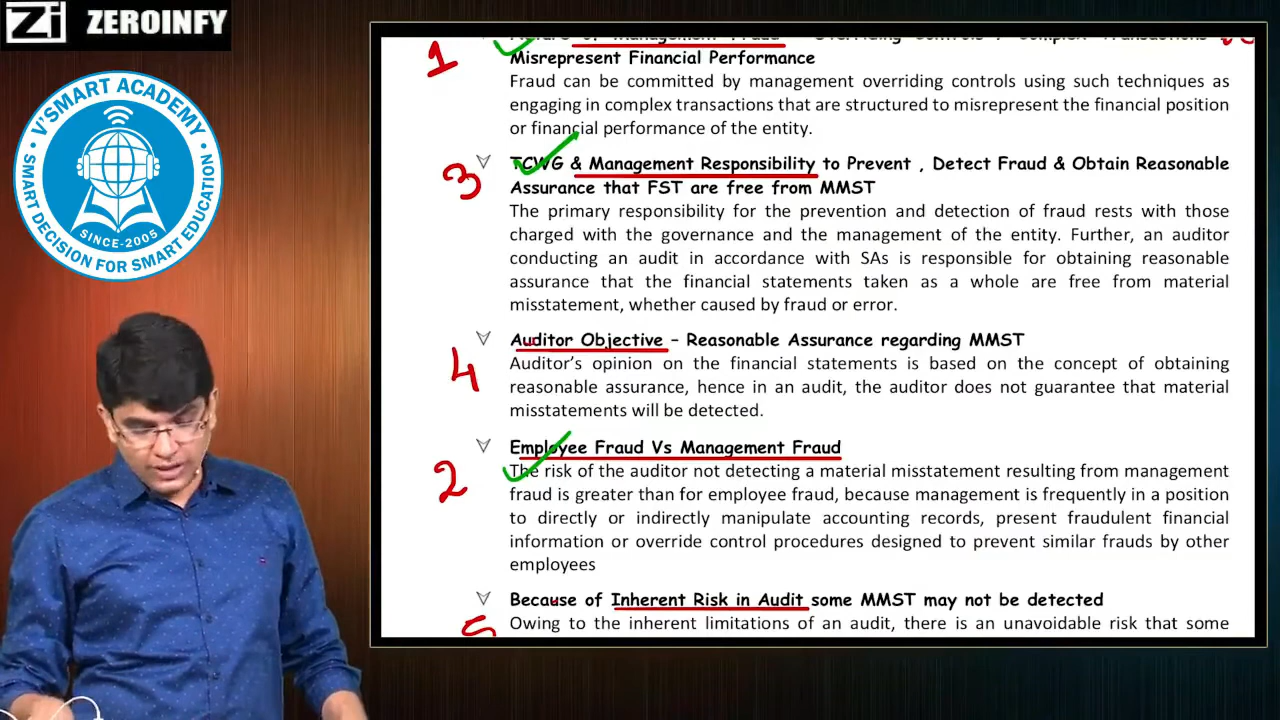 Zi ZEROINFY
V'SMART ACADEMY
SINCE-2005
SMART DECISION FOR SMART EDUCATION
1
Misrepresent Financial Performance
Fraud can be committed by management overriding controls using such techniques as
engaging in complex transactions that are structured to misrepresent the financial position
or financial performance of the entity.
3
TCWG & Management Responsibility to Prevent , Detect Fraud & Obtain Reasonable
Assurance that FST are free from MMST
The primary responsibility for the prevention and detection of fraud rests with those
charged with the governance and the management of the entity. Further, an auditor
conducting an audit in accordance with SAs is responsible for obtaining reasonable
assurance that the financial statements taken as a whole are free from material
misstatement, whether caused by fraud or error.
4
Auditor Objective – Reasonable Assurance regarding MMST
Auditor's opinion on the financial statements is based on the concept of obtaining
reasonable assurance, hence in an audit, the auditor does not guarantee that material
misstatements will be detected.
2
Employee Fraud Vs Management Fraud
The risk of the auditor not detecting a material misstatement resulting from management
fraud is greater than for employee fraud, because management is frequently in a position
to directly or indirectly manipulate accounting records, present fraudulent financial
information or override control procedures designed to prevent similar frauds by other
employees
5
Because of Inherent Risk in Audit some MMST may not be detected
Owing to the inherent limitations of an audit, there is an unavoidable risk that some